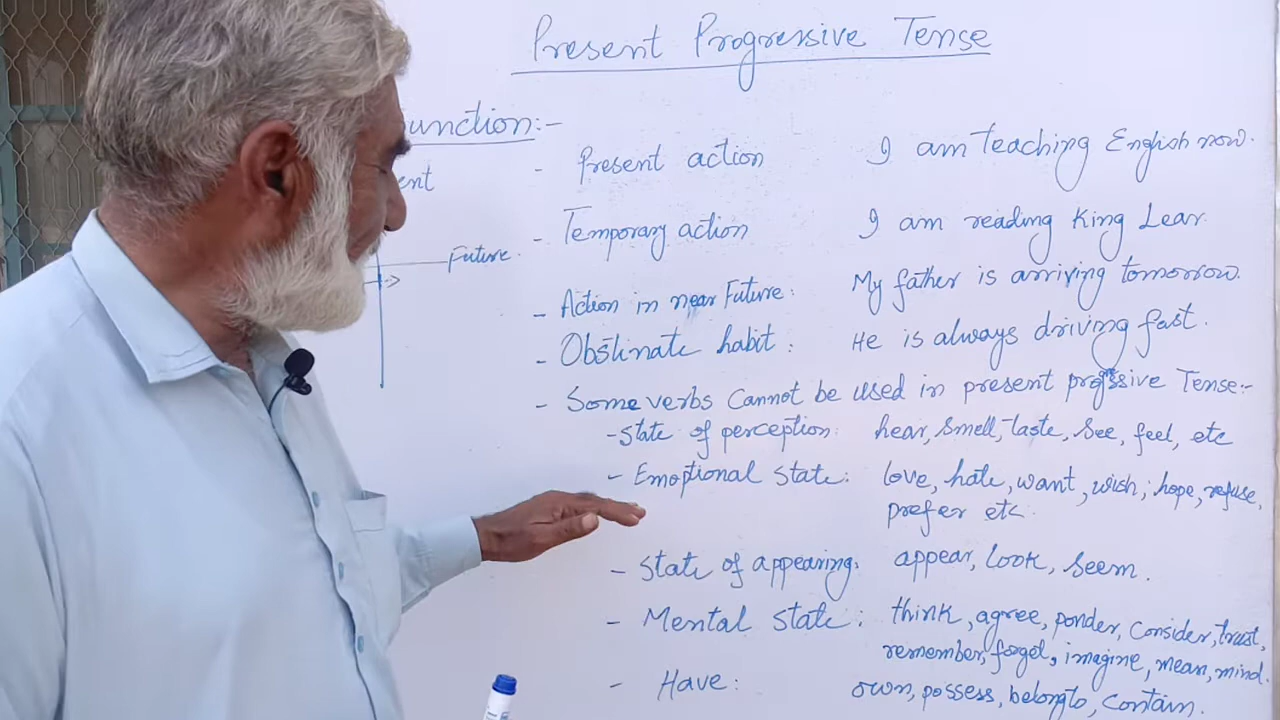 Present Progressive Tense
unction:-
ent
Future.
- Present action I am teaching English now.
- Temporary action I am reading King Lear.
- Action in near Future: My father is arriving tomorrow.
- Obstinate habit: He is always driving fast.
- Some verbs cannot be used in present progressive Tense:-
- State of perception: hear, smell, taste, see, feel, etc
- Emoptional state: love, hate, want, wish, hope, refuse,
prefer etc.
- State of appearing: appear, look, seem.
- Mental state: think, agree, ponder, consider, trust,
remember, forget, imagine, mean, mind.
- Have: own, possess, belongto, contain.